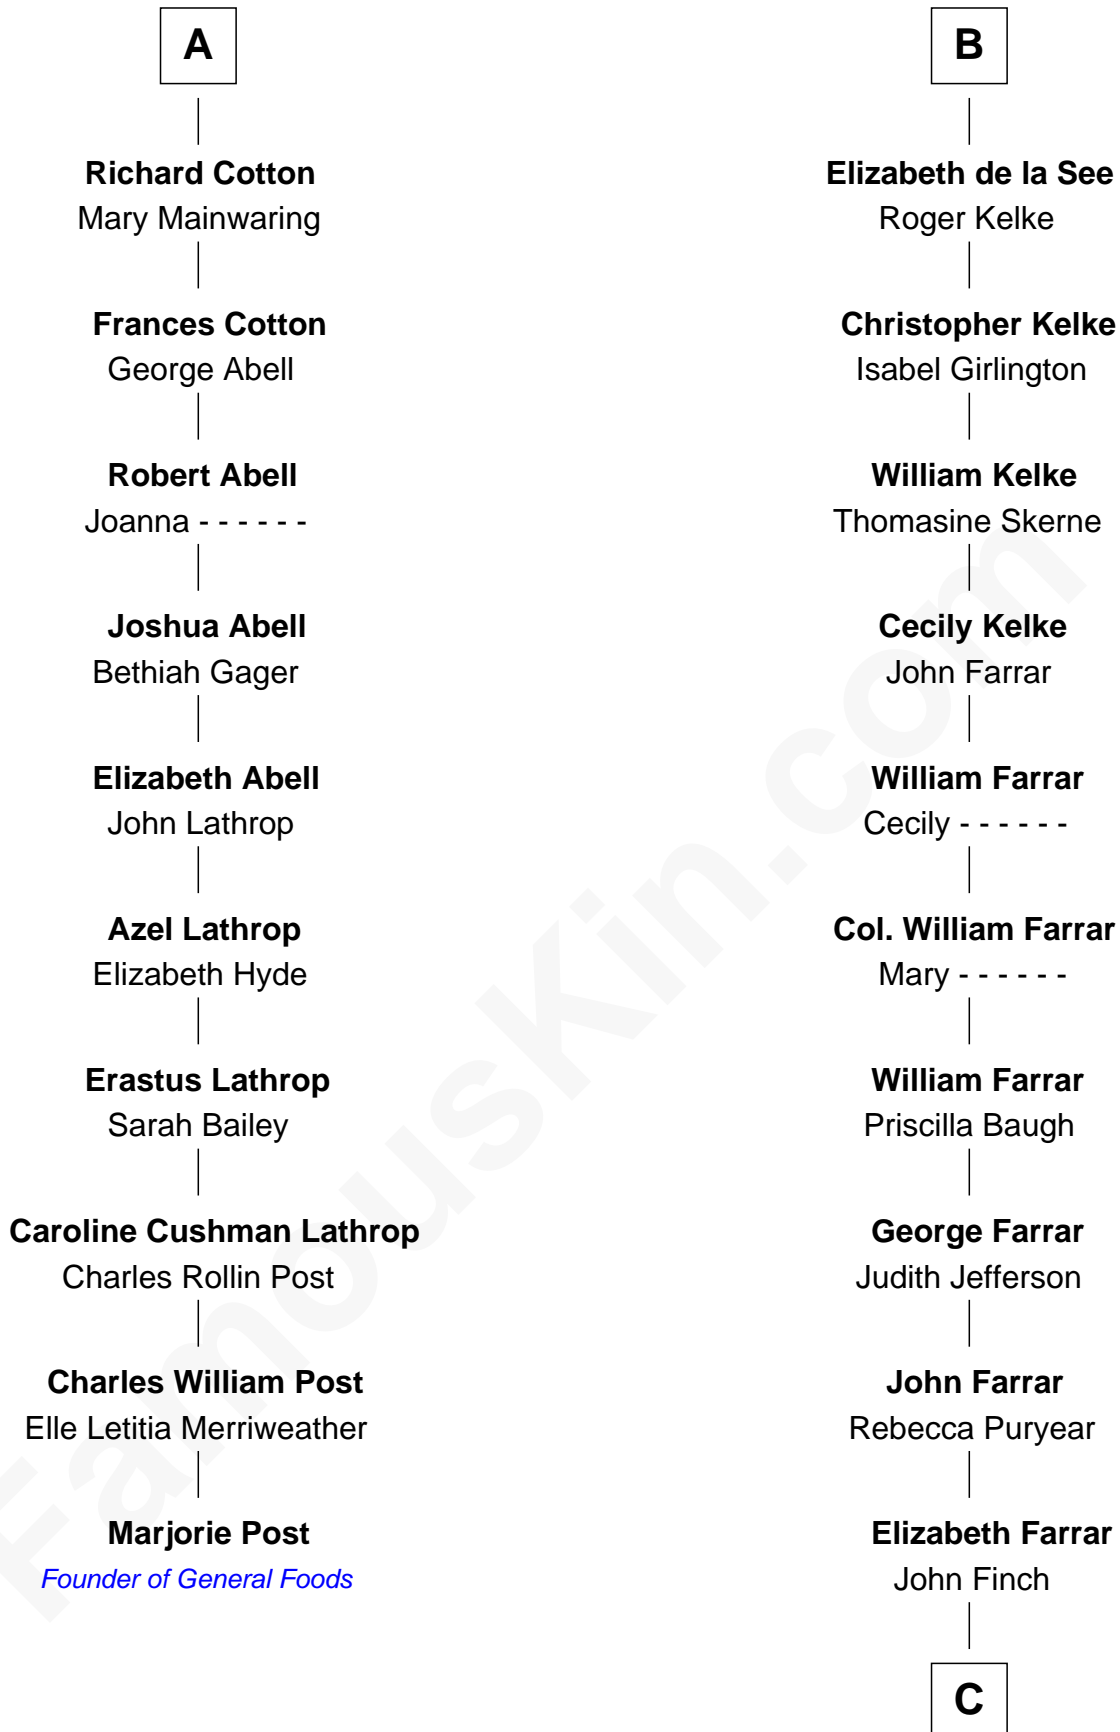 A
Richard Cotton
Mary Mainwaring
Frances Cotton
George Abell
Robert Abell
Joanna - - - - - -
Joshua Abell
Bethiah Gager
Elizabeth Abell
John Lathrop
Azel Lathrop
Elizabeth Hyde
Erastus Lathrop
Sarah Bailey
Caroline Cushman Lathrop
Charles Rollin Post
Charles William Post
Elle Letitia Merriweather
Marjorie Post
Founder of General Foods
B
Elizabeth de la See
Roger Kelke
Christopher Kelke
Isabel Girlington
William Kelke
Thomasine Skerne
Cecily Kelke
John Farrar
William Farrar
Cecily - - - - - -
Col. William Farrar
Mary - - - - - -
William Farrar
Priscilla Baugh
George Farrar
Judith Jefferson
John Farrar
Rebecca Puryear
Elizabeth Farrar
John Finch
C
FamousKin.com